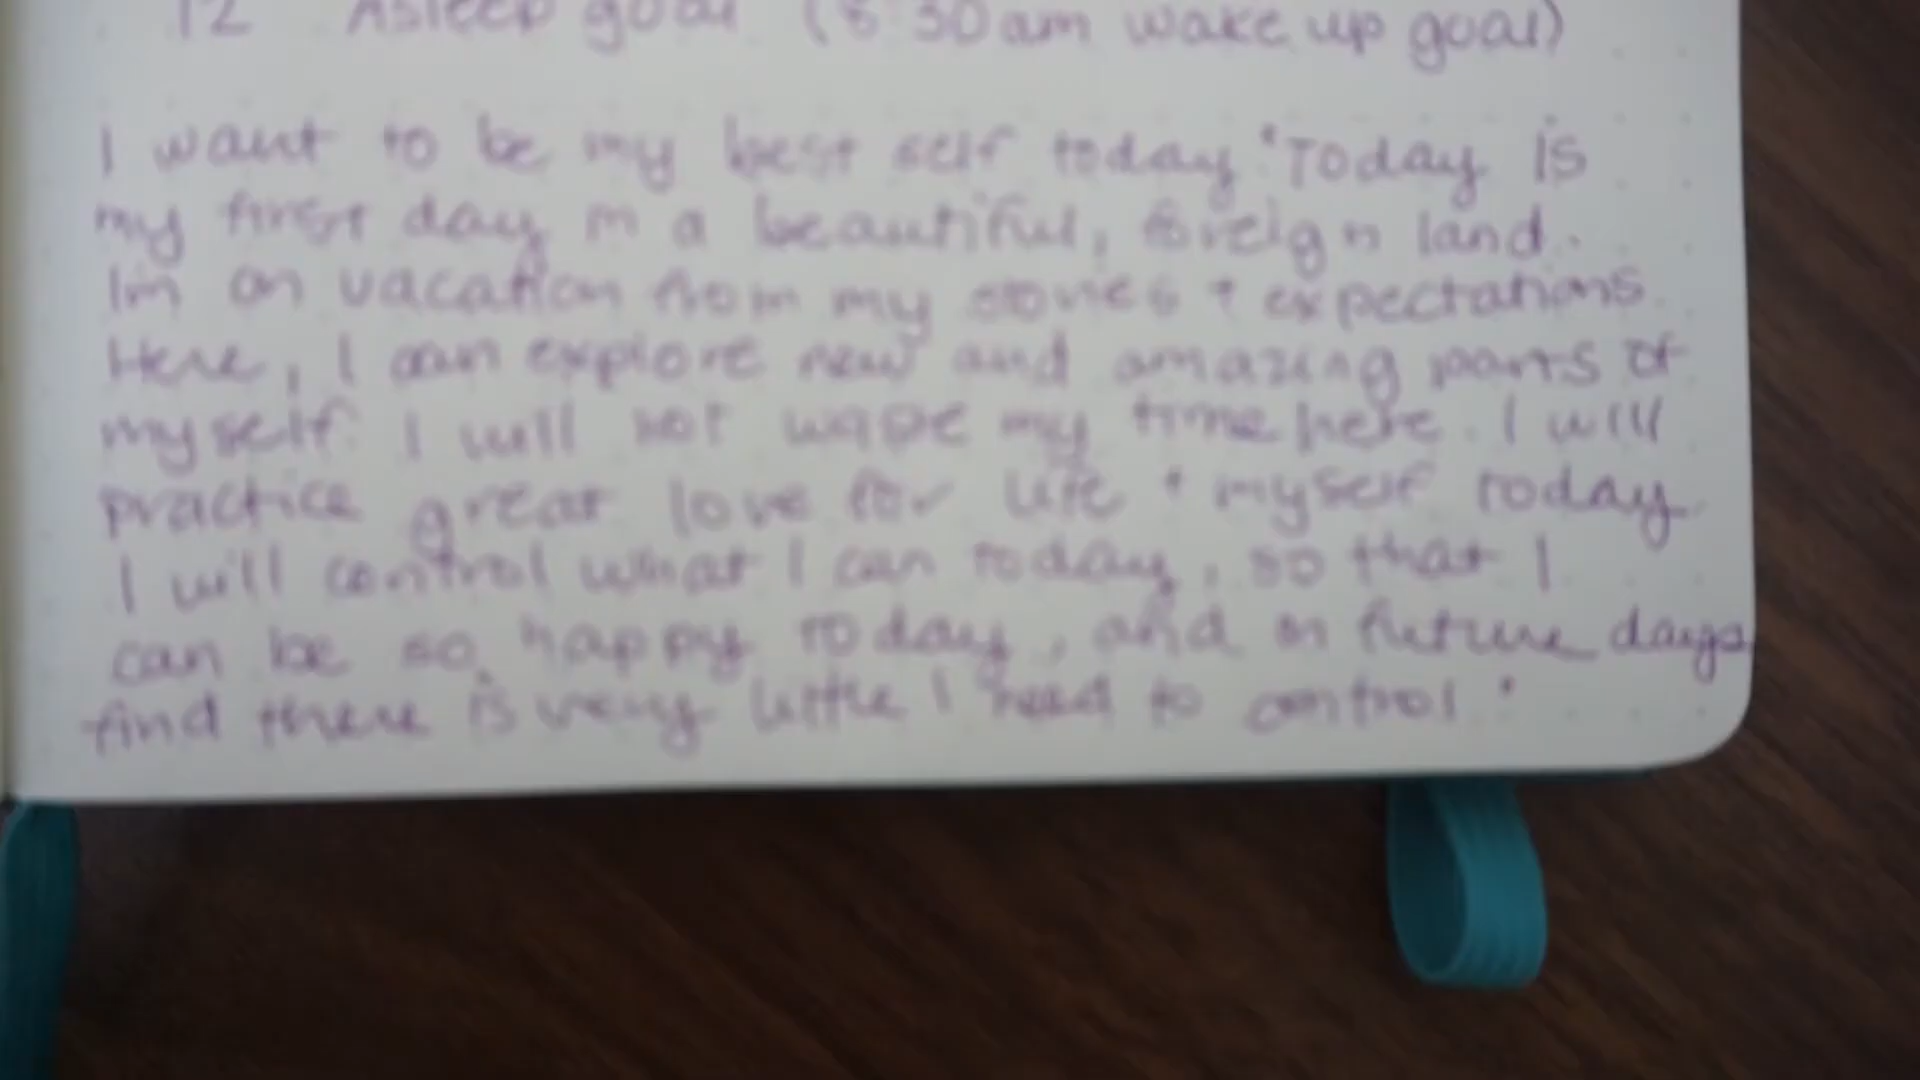 12 Asleep goal (8:30am wake up goal)
I want to be my best self today. Today is
my first day in a beautiful, foreign land.
I'm on vacation from my stories + expectations.
Here, I can explore new and amazing parts of
myself. I will not my time here. I will
practice great love for life + myself today.
I will control what I can today, so that I
can be so happy today, and in future days
find there is very little I need to control.